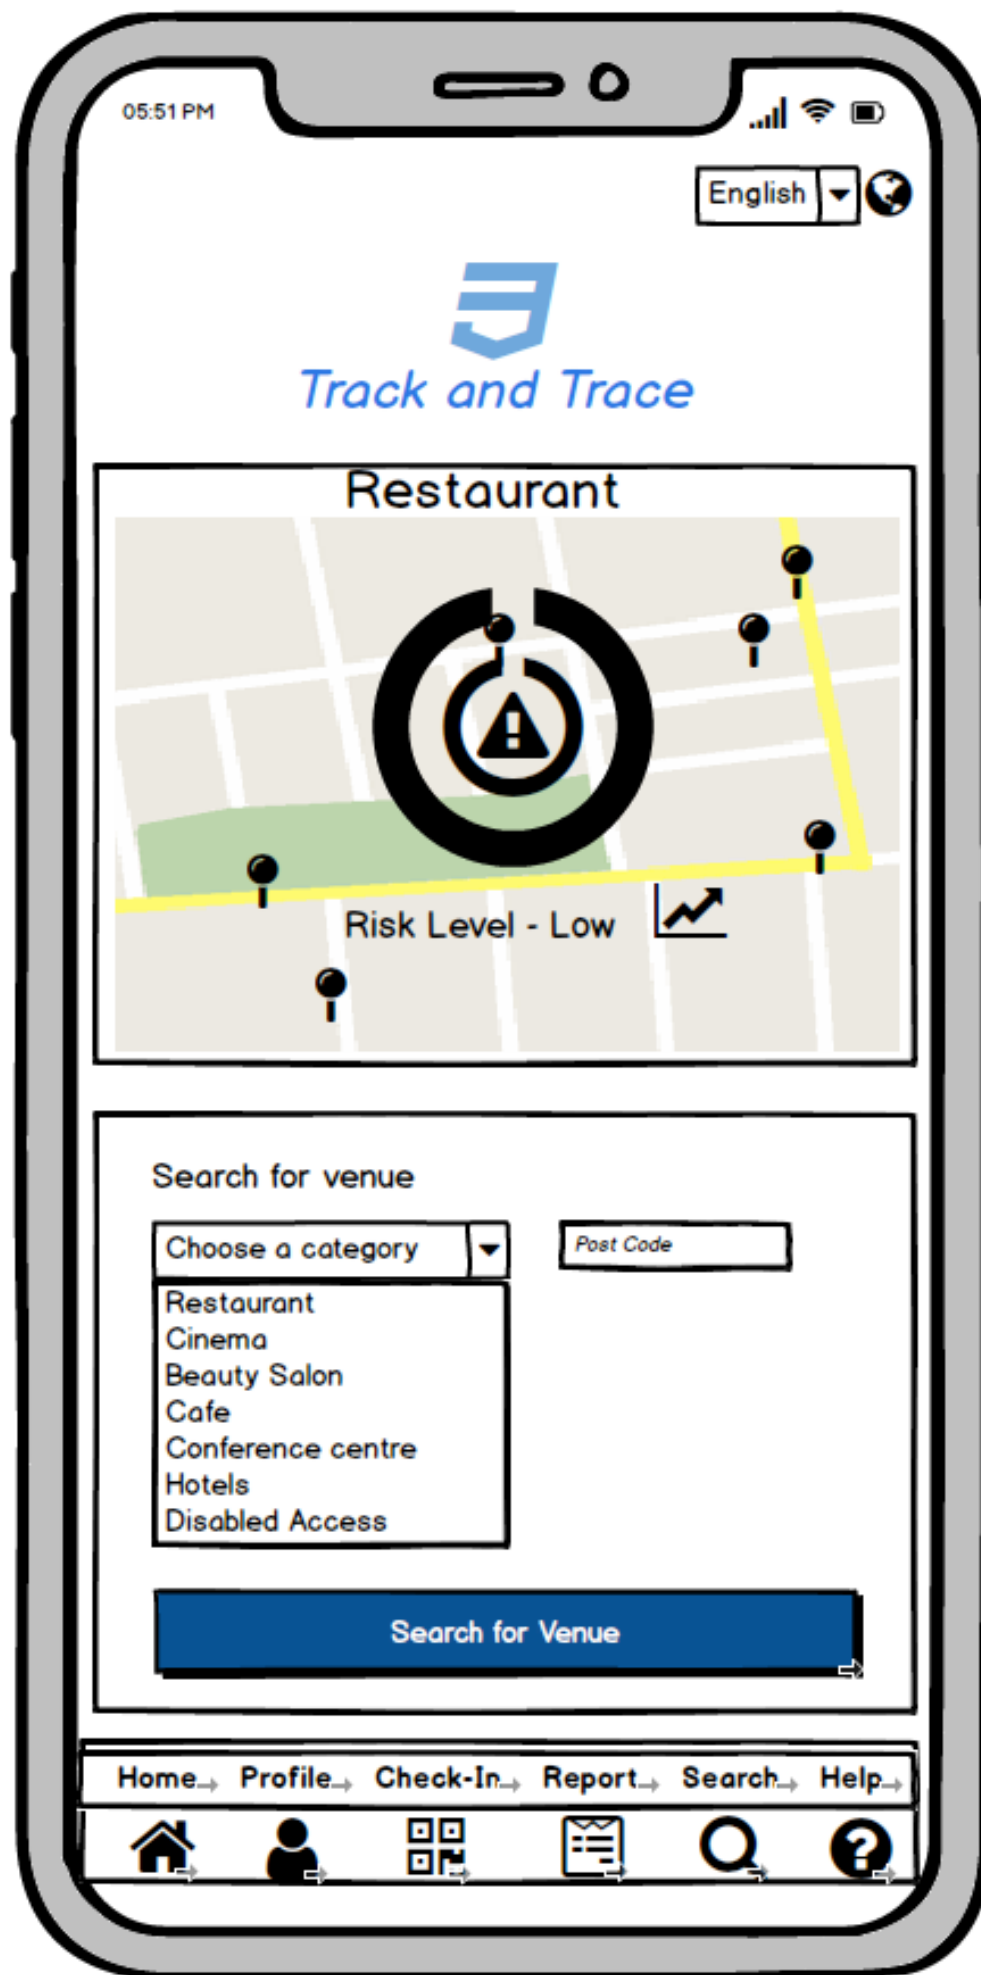 05:51 PM
English
Track and Trace
Restaurant
Risk Level - Low
Search for venue
Choose a category
Post Code
Restaurant
Cinema
Beauty Salon
Cafe
Conference centre
Hotels
Disabled Access
Search for Venue
Home Profile Check-In Report Search Help